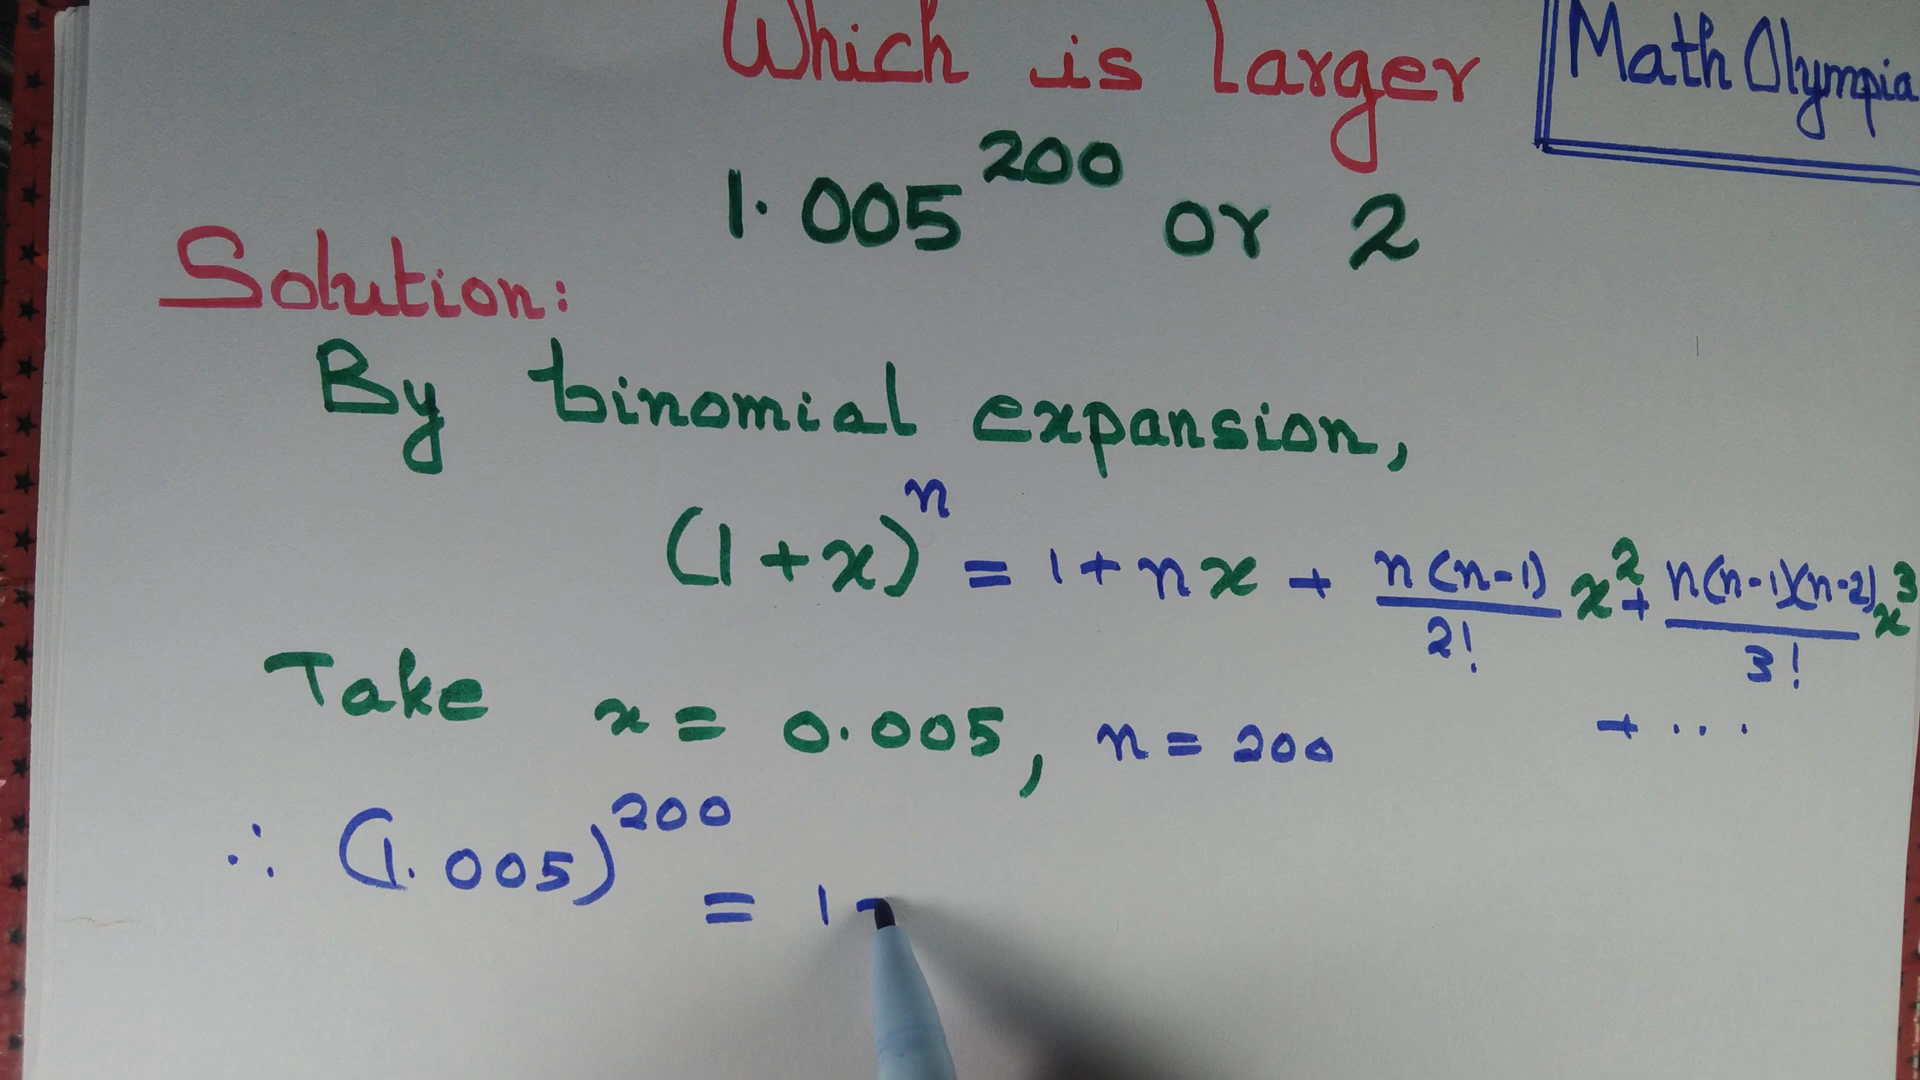 Which is larger
Math Olympia
1.005^200 or 2
Solution:
By binomial expansion,
(1+x)^n = 1 + nx + n(n-1)/2! x^2 + n(n-1)(n-2)/3! x^3
+ ...
Take x = 0.005, n = 200
∴ (1.005)^200 = 1 -